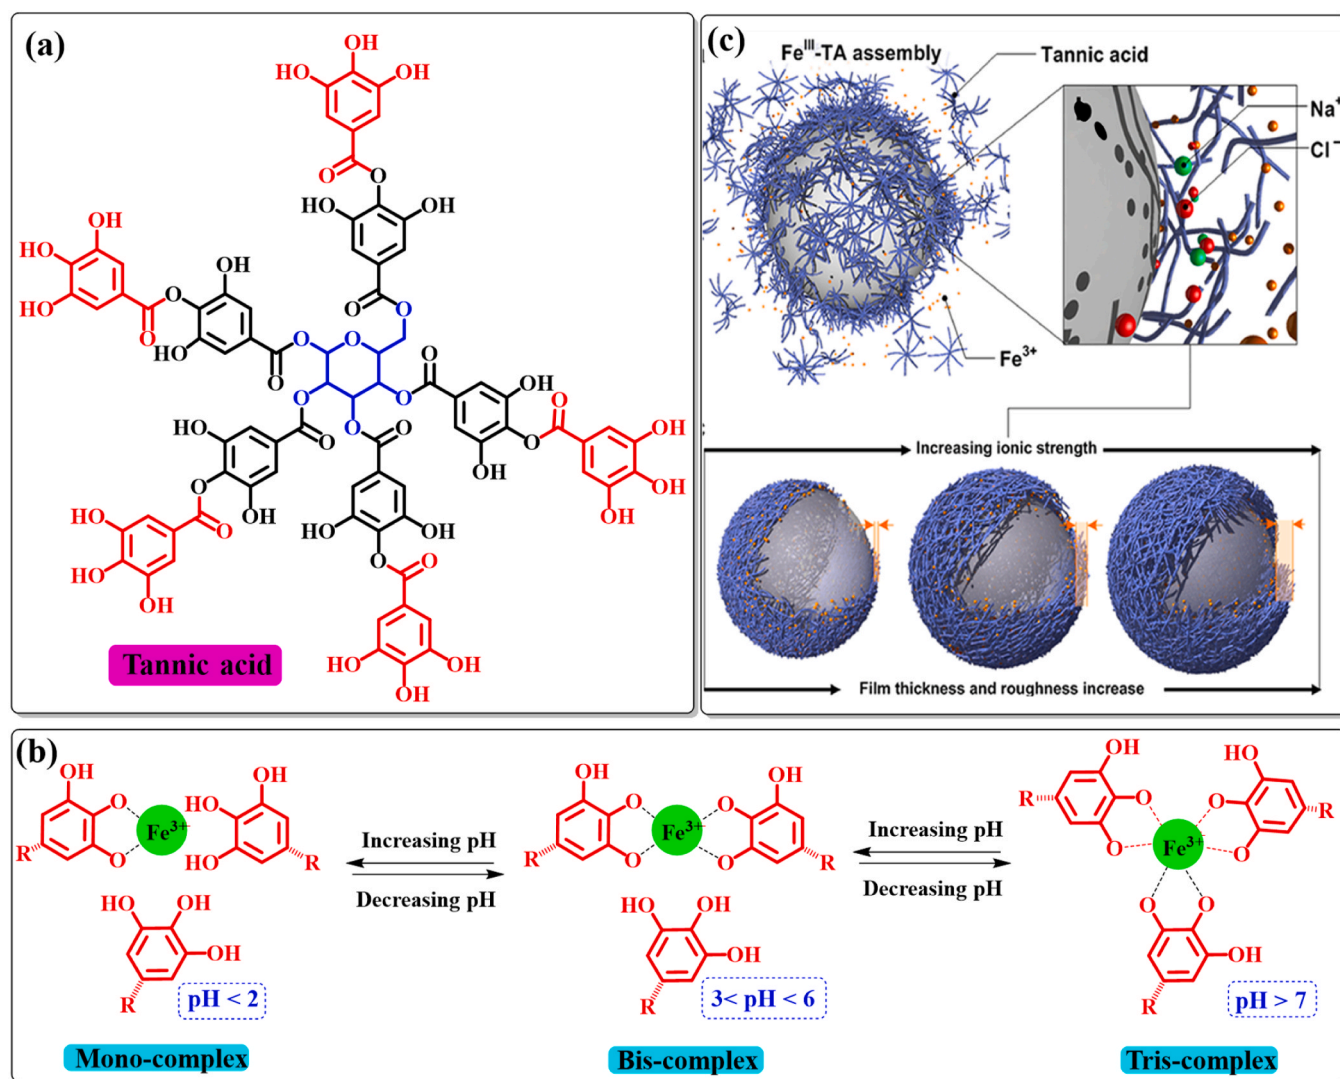 (a)
OH
HO
OH
O
O
HO
OH
O
O
OH
HO
HO
HO
O
O
OH
HO
O
O
O
O
O
O
O
O
O
OH
O
O
OH
OH
OH
OH
HO
O
OH
O
O
HO
HO
HO
OH
O
O
HO
OH
O
O
HO
OH
OH
Tannic acid
(c)
Feᴵᴵᴵ-TA assembly
Tannic acid
Na⁺
Cl⁻
Fe³⁺
Increasing ionic strength
Film thickness and roughness increase
(b)
OH
O
O
Fe³⁺
R
OH
HO
HO
R
HO
OH
OH
R
pH < 2
Mono-complex
Increasing pH
Decreasing pH
OH
O
O
Fe³⁺
R
O
O
OH
R
HO
OH
HO
R
3< pH < 6
Bis-complex
Increasing pH
Decreasing pH
OH
O
O
R
HO
O
O
R
Fe³⁺
O
O
OH
R
pH > 7
Tris-complex